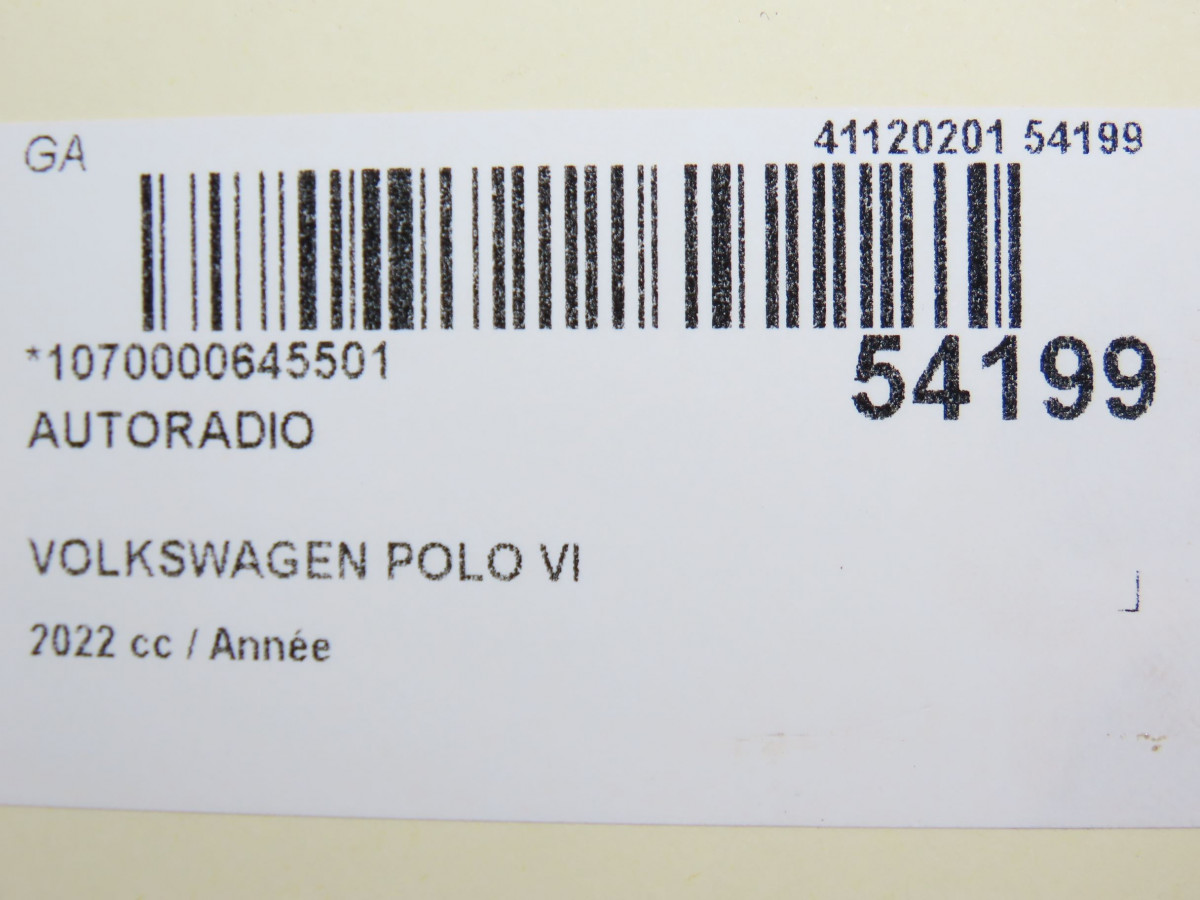 GA
41120201 54199
*1070000645501
54199
AUTORADIO
VOLKSWAGEN POLO VI
2022 cc / Année